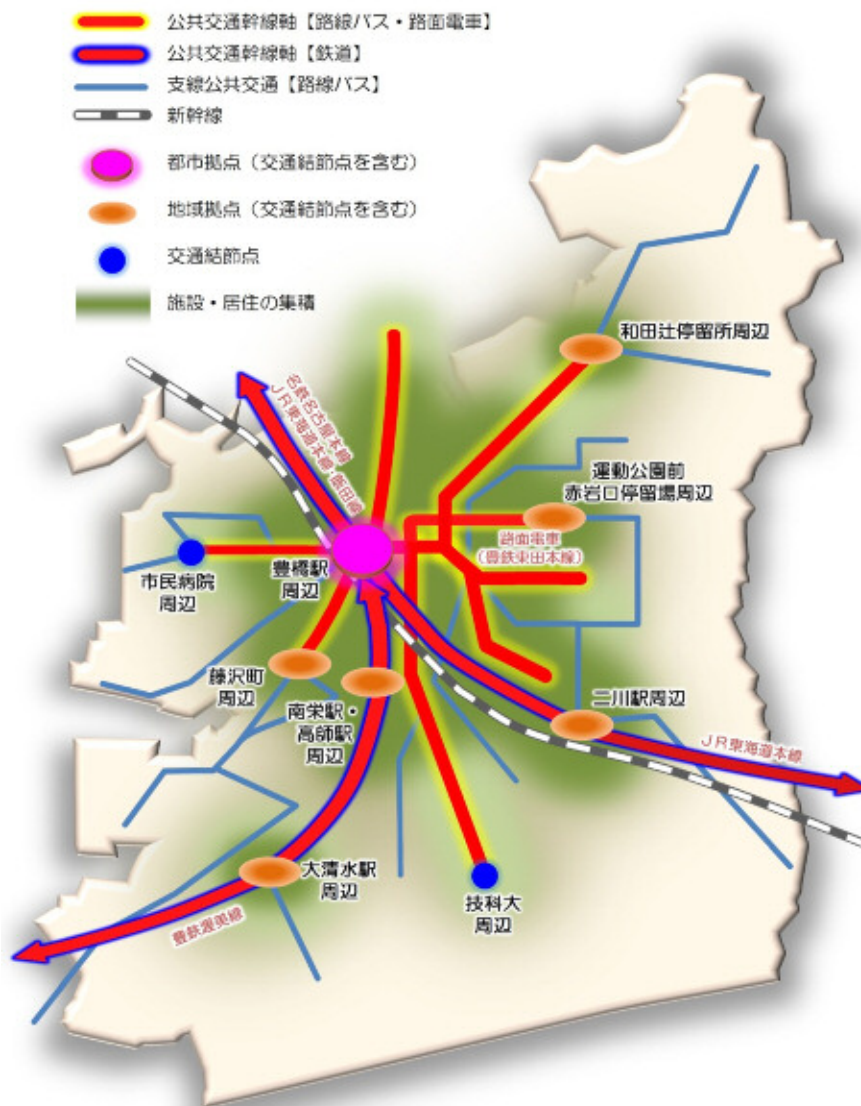 公共交通幹線軸【路線バス・路面電車】
公共交通幹線軸【鉄道】
支線公共交通【路線バス】
新幹線
都市拠点（交通結節点を含む）
地域拠点（交通結節点を含む）
交通結節点
施設・居住の集積
和田辻停留所周辺
名鉄名古屋本線
JR東海道本線・飯田線
運動公園前
赤岩口停留場周辺
路面電車
（豊鉄東田本線）
市民病院
周辺
豊橋駅
周辺
藤沢町
周辺
南栄駅・
高師駅
周辺
二川駅周辺
JR東海道本線
大清水駅
周辺
技科大
周辺
豊鉄渥美線